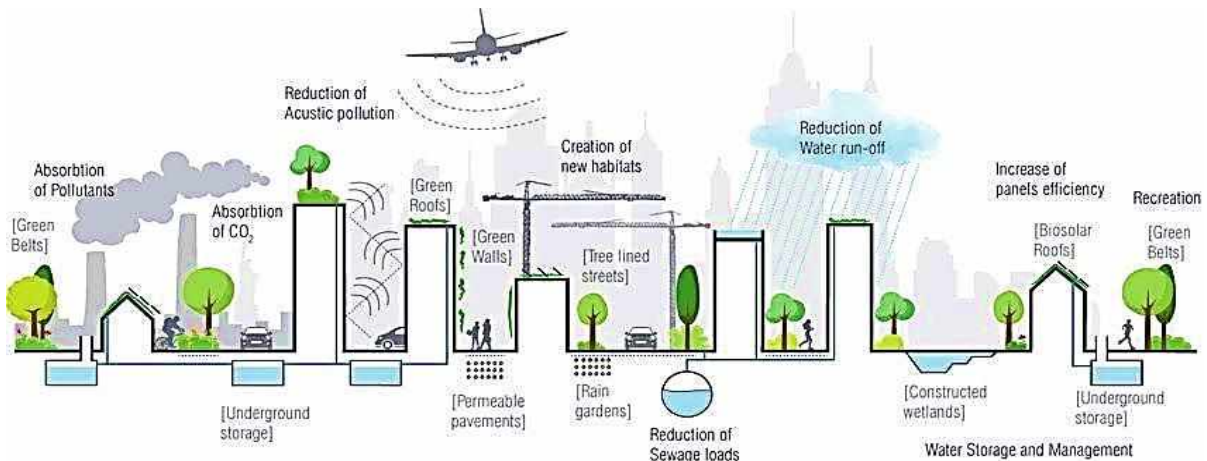 Reduction of
Acustic pollution
Absorbtion
of Pollutants
[Green
Belts]
Absorbtion
of CO2
[Green
Roofs]
[Green
Walls]
Creation of
new habitats
[Tree lined
streets]
Reduction of
Water run-off
Increase of
panels efficiency
[Biosolar
Roofs]
Recreation
[Green
Belts]
[Underground
storage]
[Permeable
pavements]
[Rain
gardens]
Reduction of
Sewage loads
[Constructed
wetlands]
[Underground
storage]
Water Storage and Management